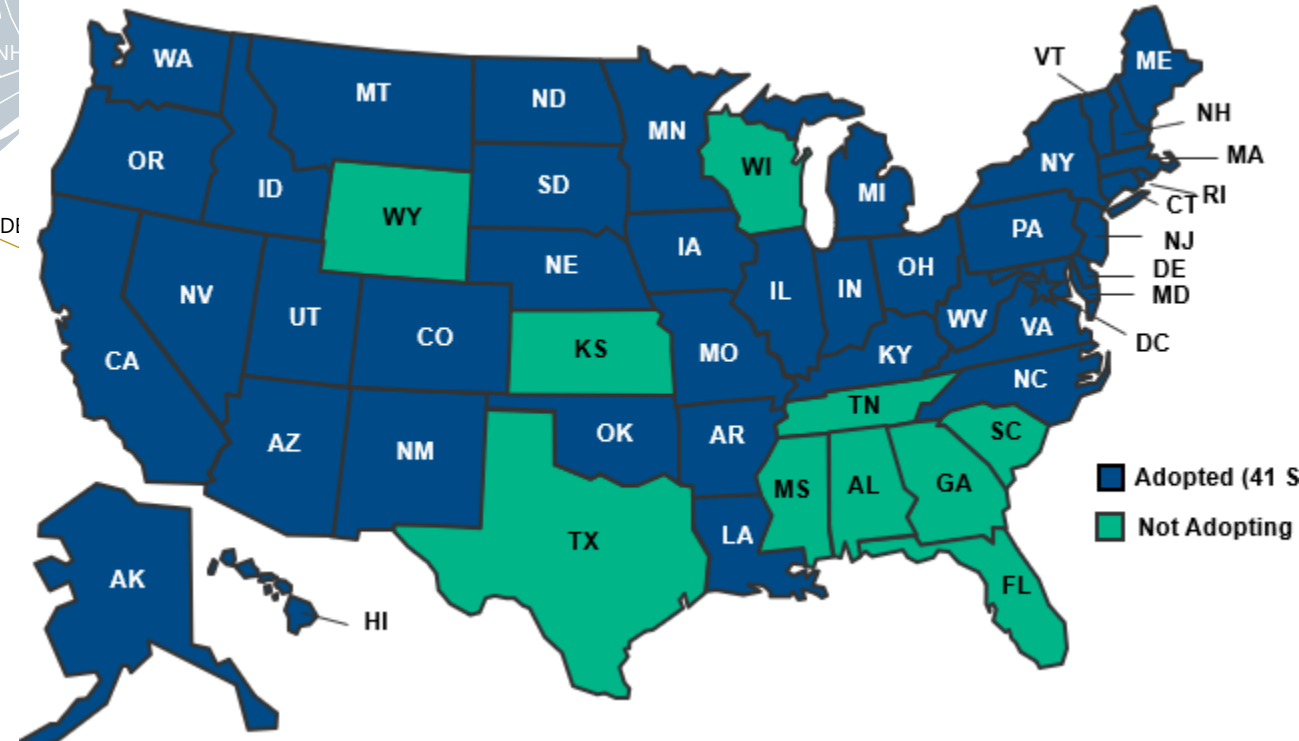 NH
DE
WA
MT
ND
MN
VT
ME
NH
MA
RI
CT
NJ
DE
MD
DC
OR
ID
WY
SD
WI
MI
NY
PA
NV
UT
CO
NE
IA
IL
IN
OH
WV
VA
CA
KS
MO
KY
NC
AZ
NM
OK
AR
TN
SC
MS
AL
GA
TX
LA
FL
AK
HI
Adopted (41 S
Not Adopting